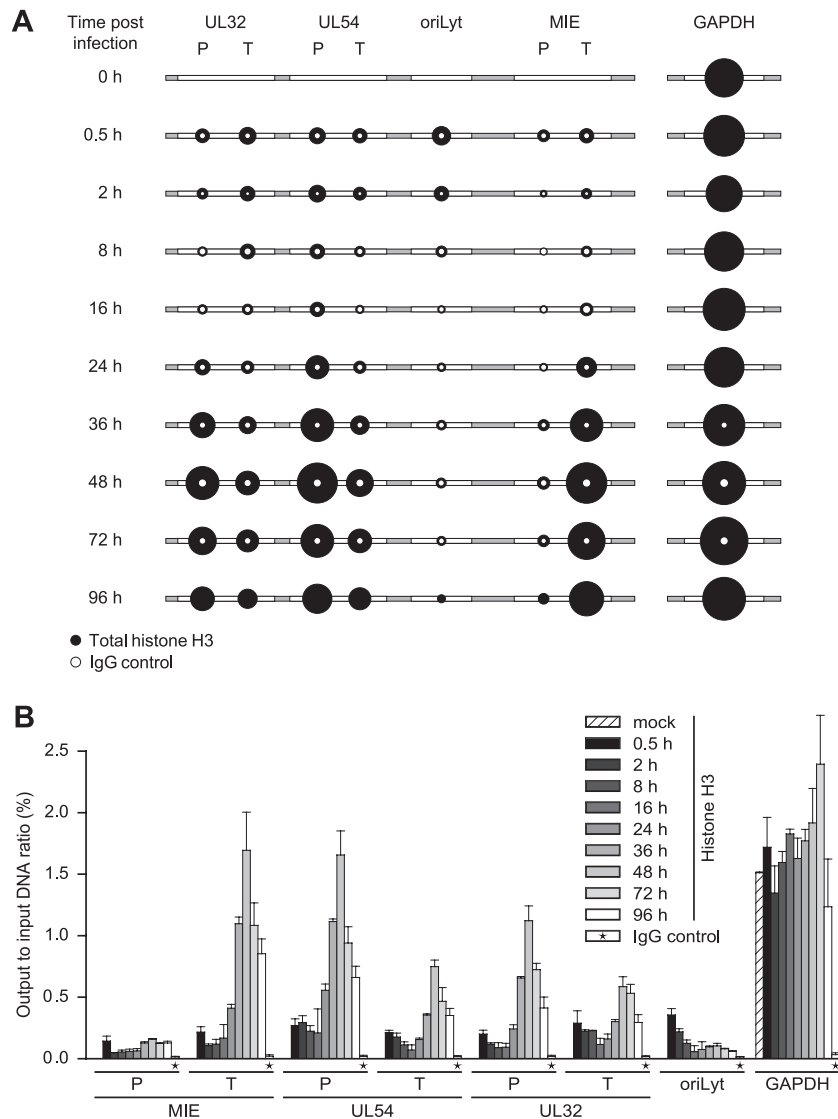 A
Time post infection
UL32 UL54 oriLyt MIE GAPDH
P T P T P T
0 h
0.5 h
2 h
8 h
16 h
24 h
36 h
48 h
72 h
96 h
Total histone H3
IgG control
B
Output to input DNA ratio (%)
2.5
2.0
1.5
1.0
0.5
0.0
mock
0.5 h
2 h
8 h
16 h
24 h
36 h
48 h
72 h
96 h
IgG control
Histone H3
P T P T P T oriLyt GAPDH
MIE UL54 UL32